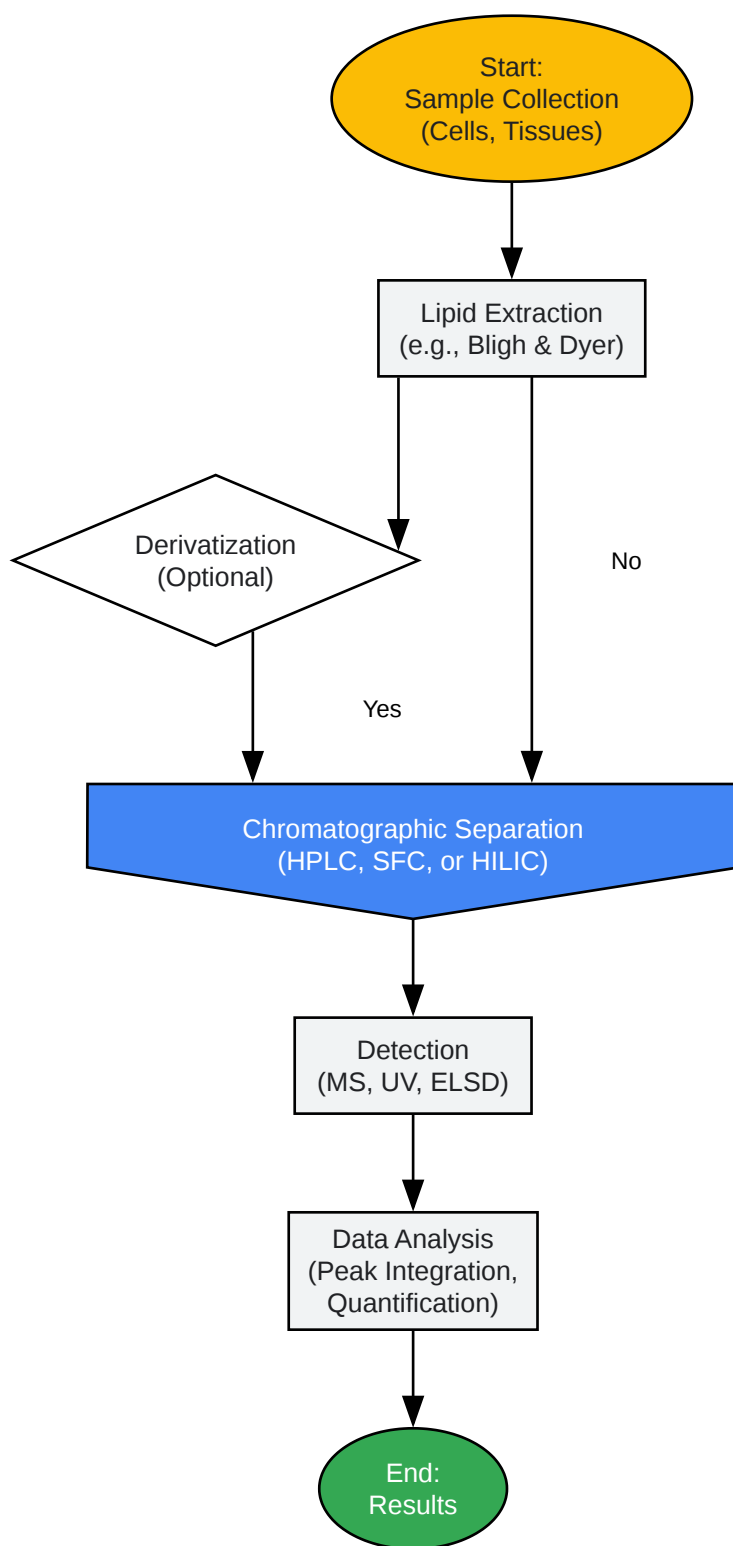 Start:
Sample Collection
(Cells, Tissues)
Lipid Extraction
(e.g., Bligh & Dyer)
Derivatization
(Optional)
No
Yes
Chromatographic Separation
(HPLC, SFC, or HILIC)
Detection
(MS, UV, ELSD)
Data Analysis
(Peak Integration,
Quantification)
End:
Results